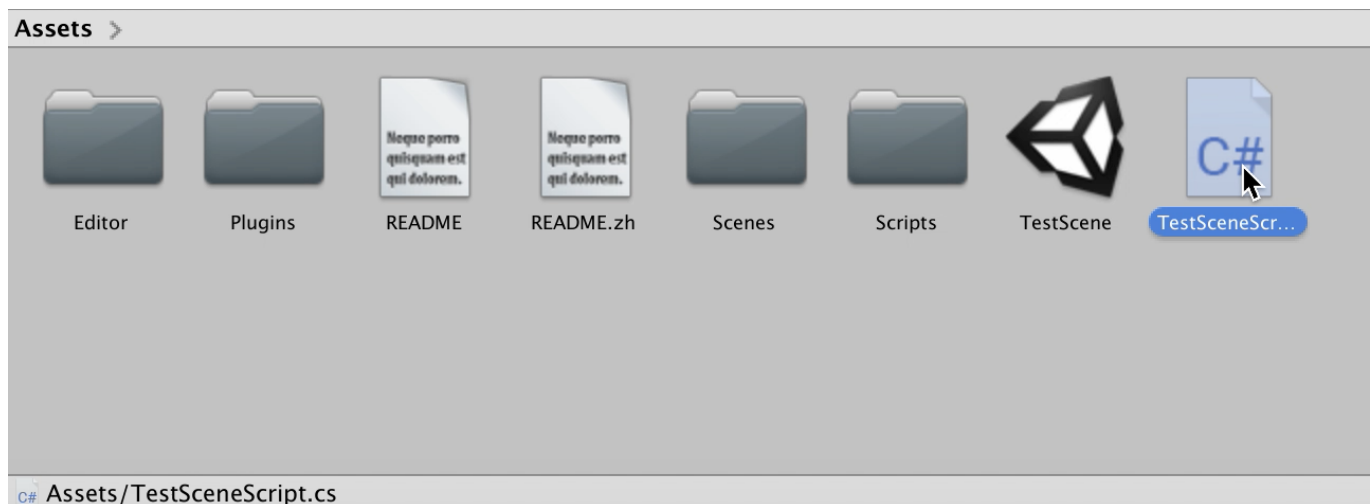 Assets
Neque porro
quisquam est
qui dolorem.
Neque porro
quisquam est
qui dolorem.
C#
Editor
Plugins
README
README.zh
Scenes
Scripts
TestScene
TestSceneScr...
C# Assets/TestSceneScript.cs